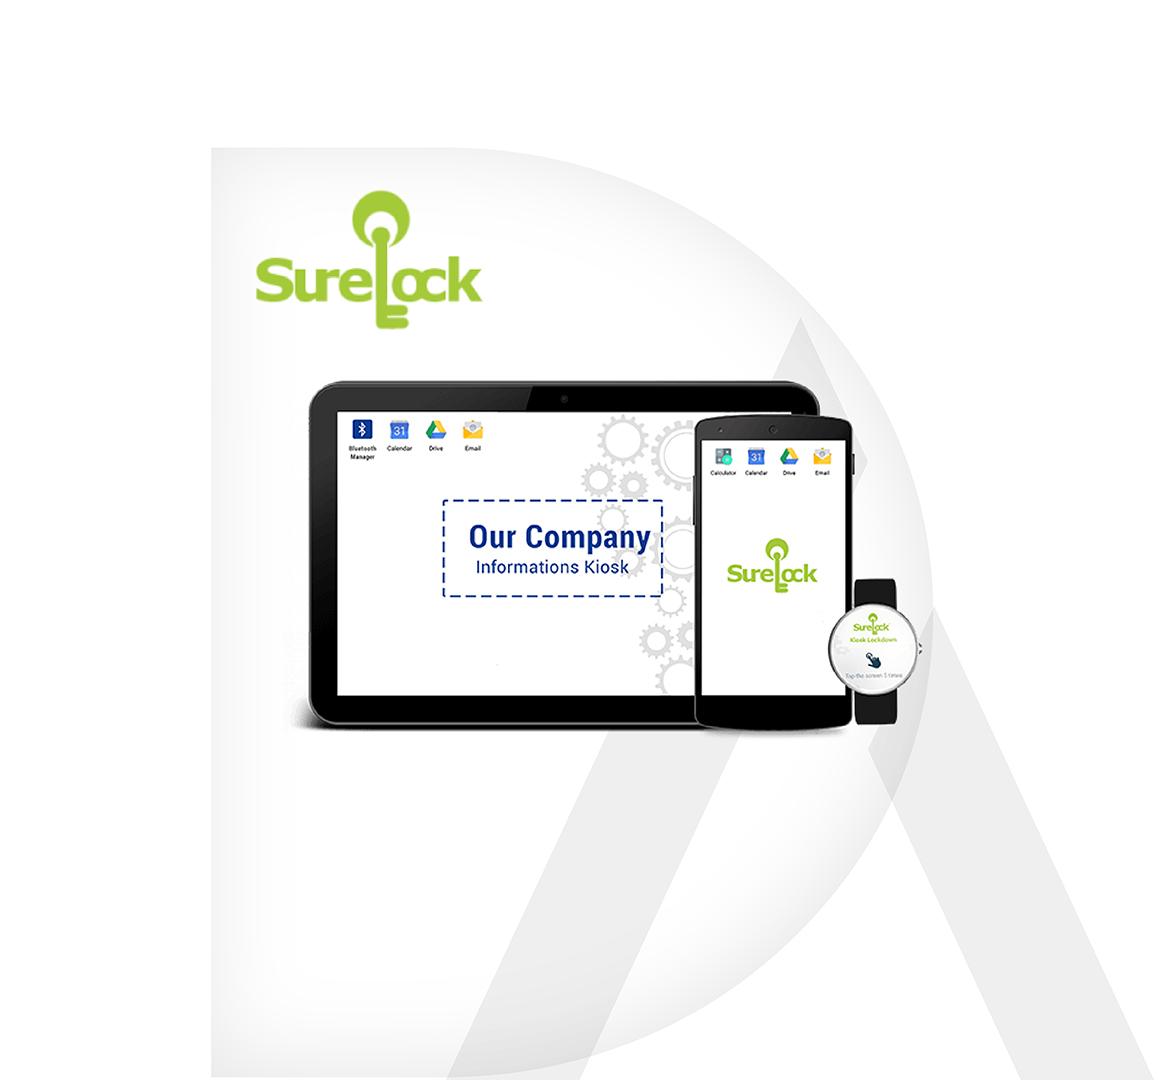 SureLock
31
Bluetooth
Manager
Calendar
Drive
Email
Our Company
Informations Kiosk
31
Calculator
Calendar
Drive
Email
SureLock
SureLock
Kiosk Lockdown
Tap the screen 5 times